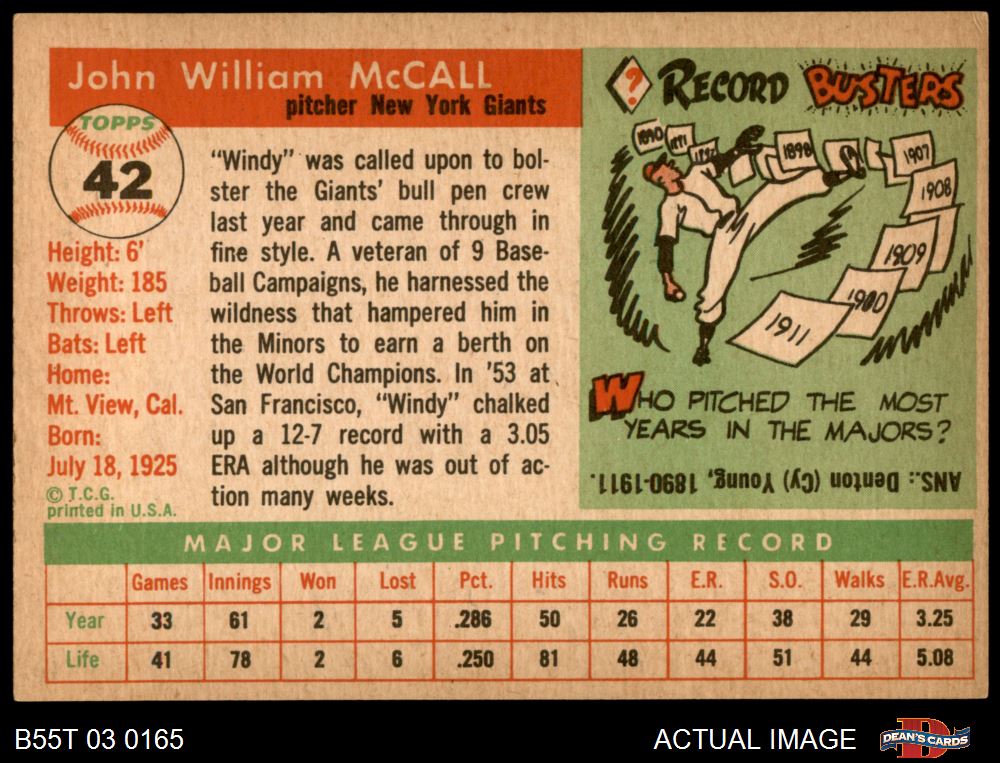 John William McCALL
pitcher New York Giants
TOPPS
42
Height: 6'
Weight: 185
Throws: Left
Bats: Left
Home:
Mt. View, Cal.
Born:
July 18, 1925
© T.C.G.
printed in U.S.A.
"Windy" was called upon to bol-
ster the Giants' bull pen crew
last year and came through in
fine style. A veteran of 9 Base-
ball Campaigns, he harnessed the
wildness that hampered him in
the Minors to earn a berth on
the World Champions. In '53 at
San Francisco, "Windy" chalked
up a 12-7 record with a 3.05
ERA although he was out of ac-
tion many weeks.
? RECORD BUSTERS
1890
1891
1892
1898
1907
1908
1909
1910
1911
WHO PITCHED THE MOST
YEARS IN THE MAJORS?
ANS.: Denton (Cy) Young, 1890-1911.
MAJOR LEAGUE PITCHING RECORD
Games Innings Won Lost Pct. Hits Runs E.R. S.O. Walks E.R.Avg.
Year 33 61 2 5 .286 50 26 22 38 29 3.25
Life 41 78 2 6 .250 81 48 44 51 44 5.08
B55T 03 0165
ACTUAL IMAGE
D
DEAN'S CARDS